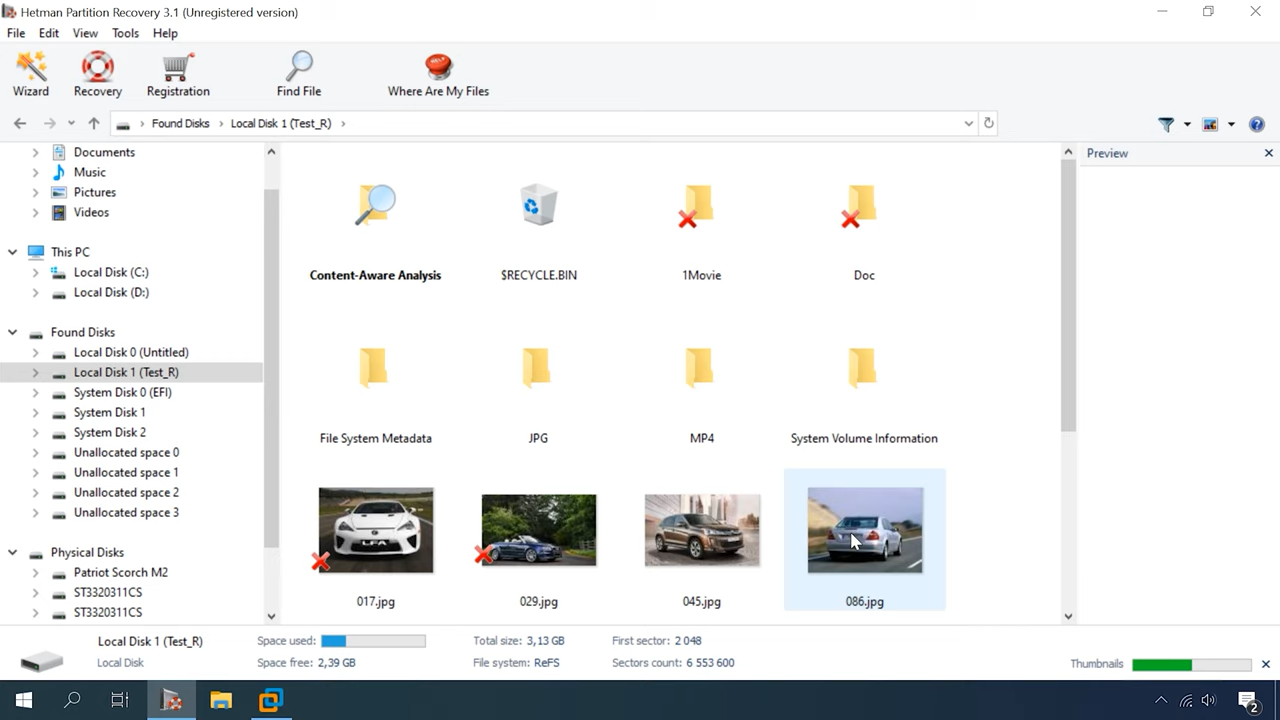 Hetman Partition Recovery 3.1 (Unregistered version)
File Edit View Tools Help
Wizard Recovery Registration Find File Where Are My Files
Found Disks Local Disk 1 (Test_R)
Documents
Music
Pictures
Videos
This PC
Local Disk (C:)
Local Disk (D:)
Found Disks
Local Disk 0 (Untitled)
Local Disk 1 (Test_R)
System Disk 0 (EFI)
System Disk 1
System Disk 2
Unallocated space 0
Unallocated space 1
Unallocated space 2
Unallocated space 3
Physical Disks
Patriot Scorch M2
ST3320311CS
ST3320311CS
Content-Aware Analysis $RECYCLE.BIN 1Movie Doc
File System Metadata JPG MP4 System Volume Information
017.jpg 029.jpg 045.jpg 086.jpg
Preview
Local Disk 1 (Test_R) Space used: Total size: 3,13 GB First sector: 2 048
Local Disk Space free: 2,39 GB File system: ReFS Sectors count: 6 553 600
Thumbnails
2